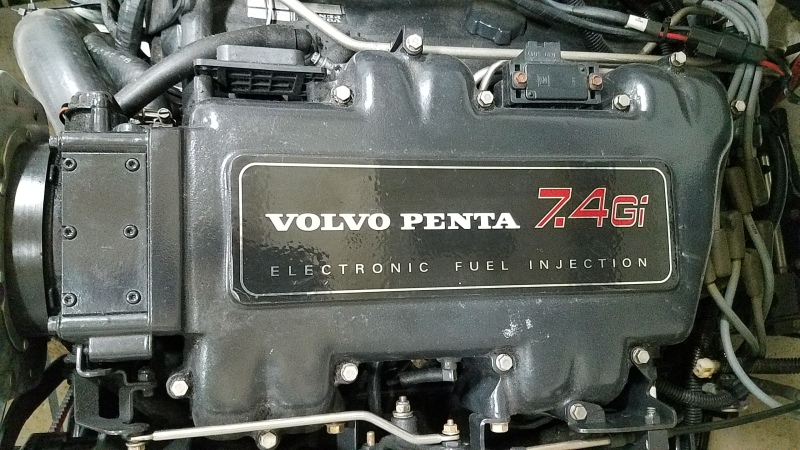 VOLVO PENTA 7.4Gi
ELECTRONIC FUEL INJECTION